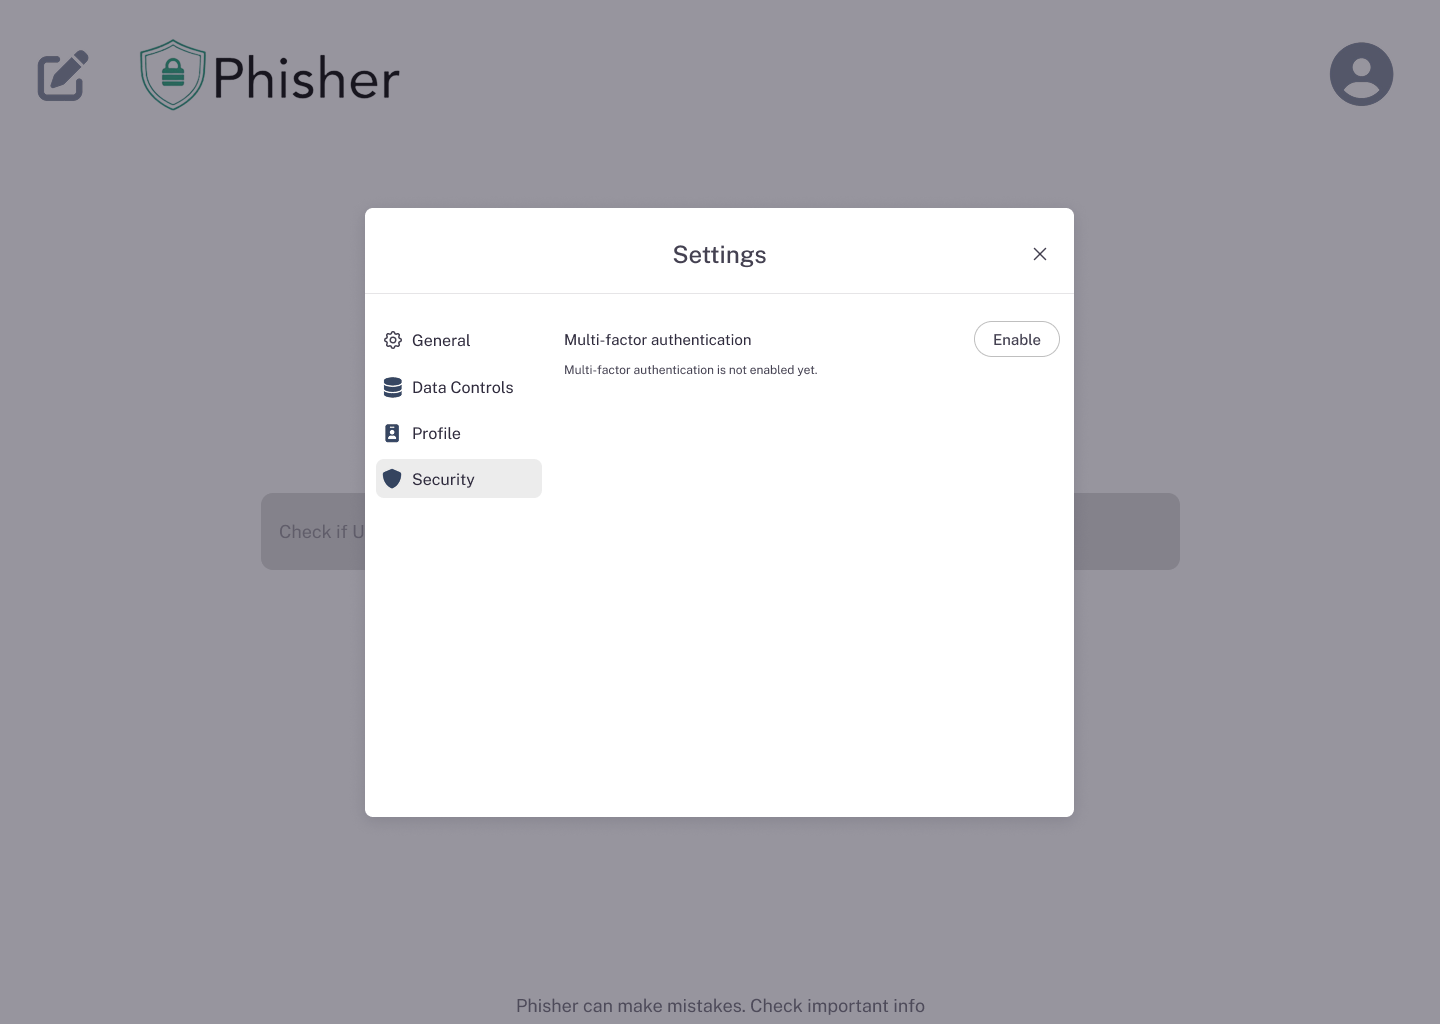 Phisher
Settings
General
Multi-factor authentication
Enable
Multi-factor authentication is not enabled yet.
Data Controls
Profile
Security
Check if U
Phisher can make mistakes. Check important info